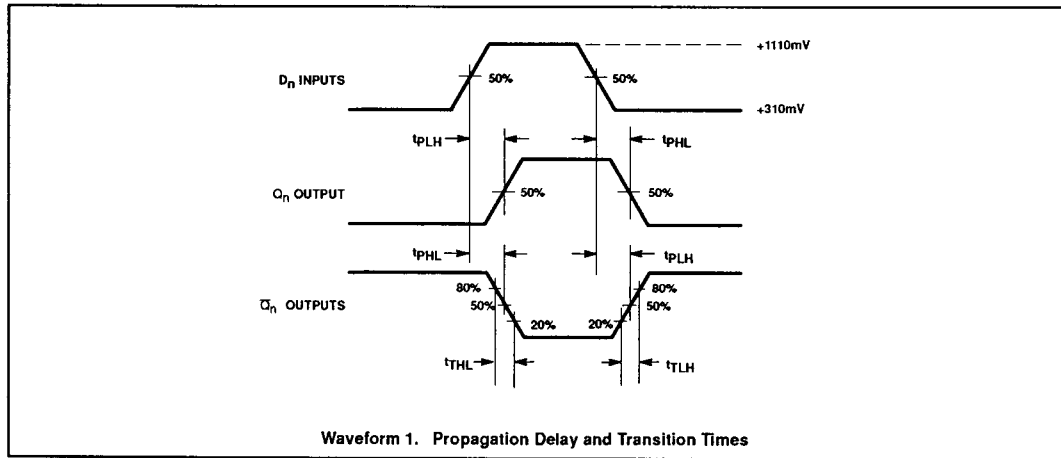 +1110mV
50% 50%
Dₙ INPUTS
+310mV
tPLH tPHL
Qₙ OUTPUT 50% 50%
tPHL tPLH
80% 80%
Q̅ₙ OUTPUTS 50% 50%
20% 20%
tTHL tTLH
Waveform 1. Propagation Delay and Transition Times